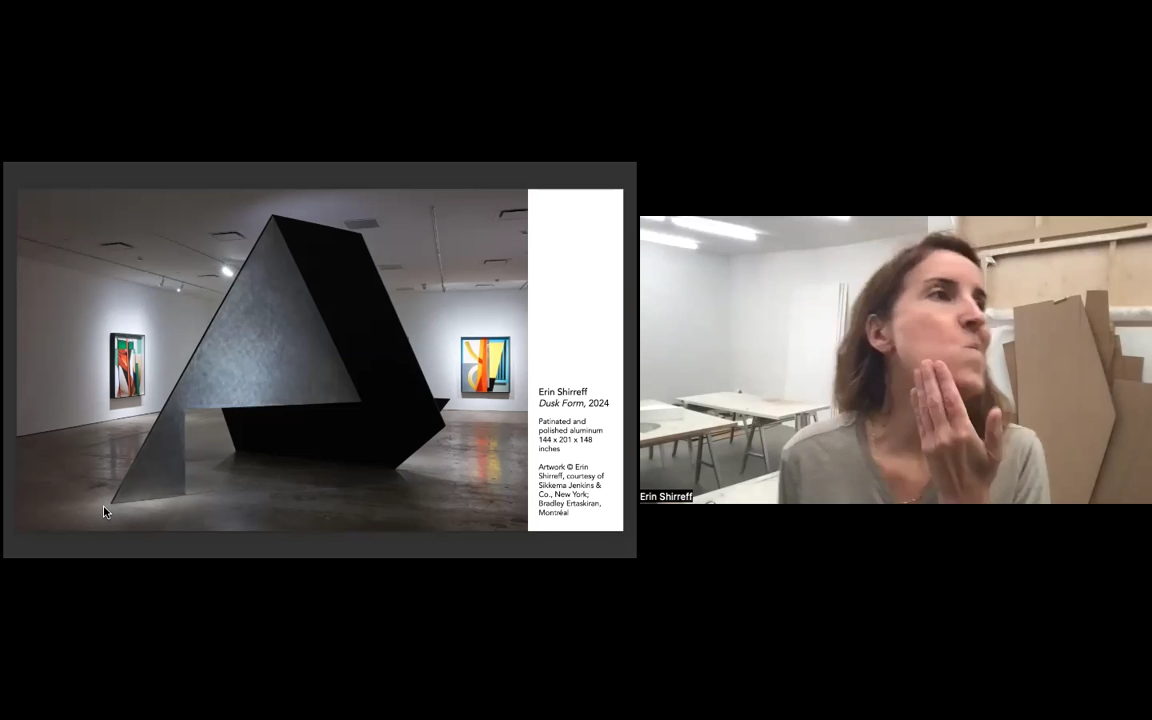 Erin Shirreff
Dusk Form, 2024
Patinated and
polished aluminum
144 x 201 x 148
inches
Artwork © Erin
Shirreff, courtesy of
Sikkema Jenkins &
Co., New York;
Bradley Ertaskiran,
Montréal
Erin Shirreff